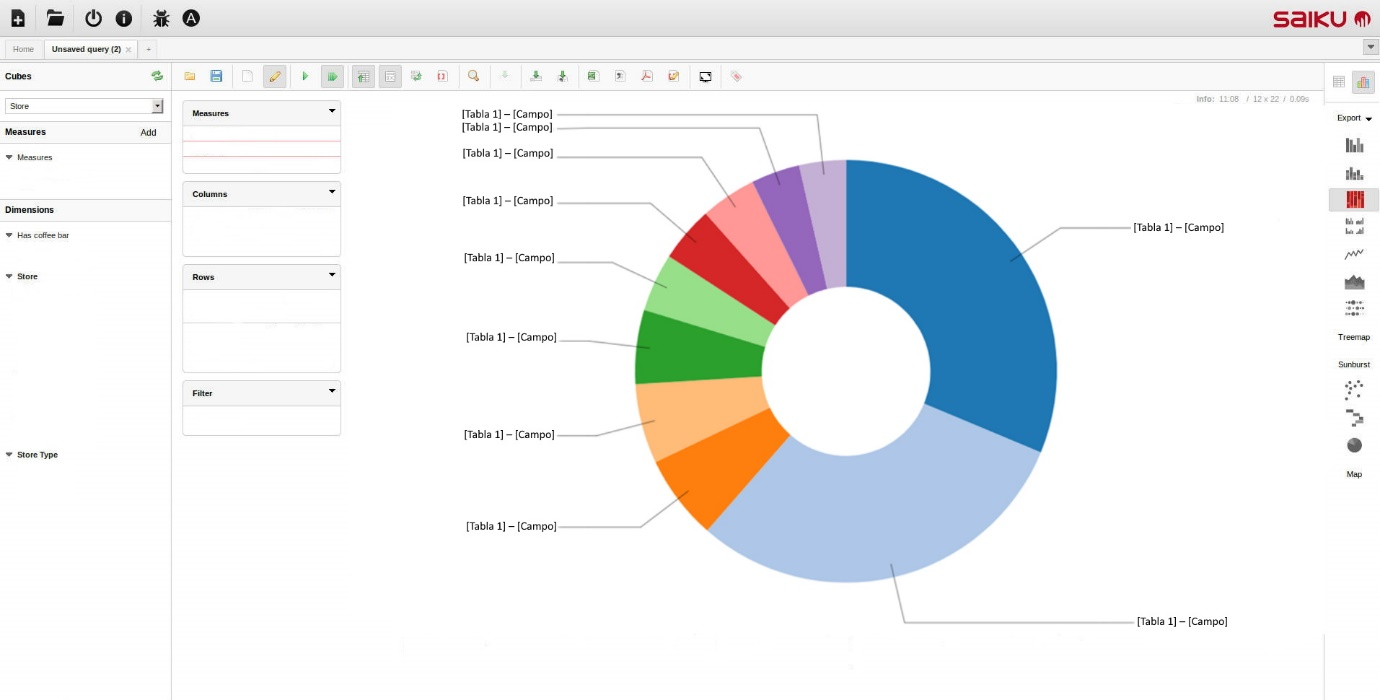 SAIKU
Home
Unsaved query (2)
Cubes
Store
Measures Add
Measures
Dimensions
Has coffee bar
Store
Store Type
Measures
Columns
Rows
Filter
Info: 11:08 / 12 x 22 / 0.09s
[Tabla 1] – [Campo]
[Tabla 1] – [Campo]
[Tabla 1] – [Campo]
[Tabla 1] – [Campo]
[Tabla 1] – [Campo]
[Tabla 1] – [Campo]
[Tabla 1] – [Campo]
[Tabla 1] – [Campo]
[Tabla 1] – [Campo]
[Tabla 1] – [Campo]
Export
Treemap
Sunburst
Map